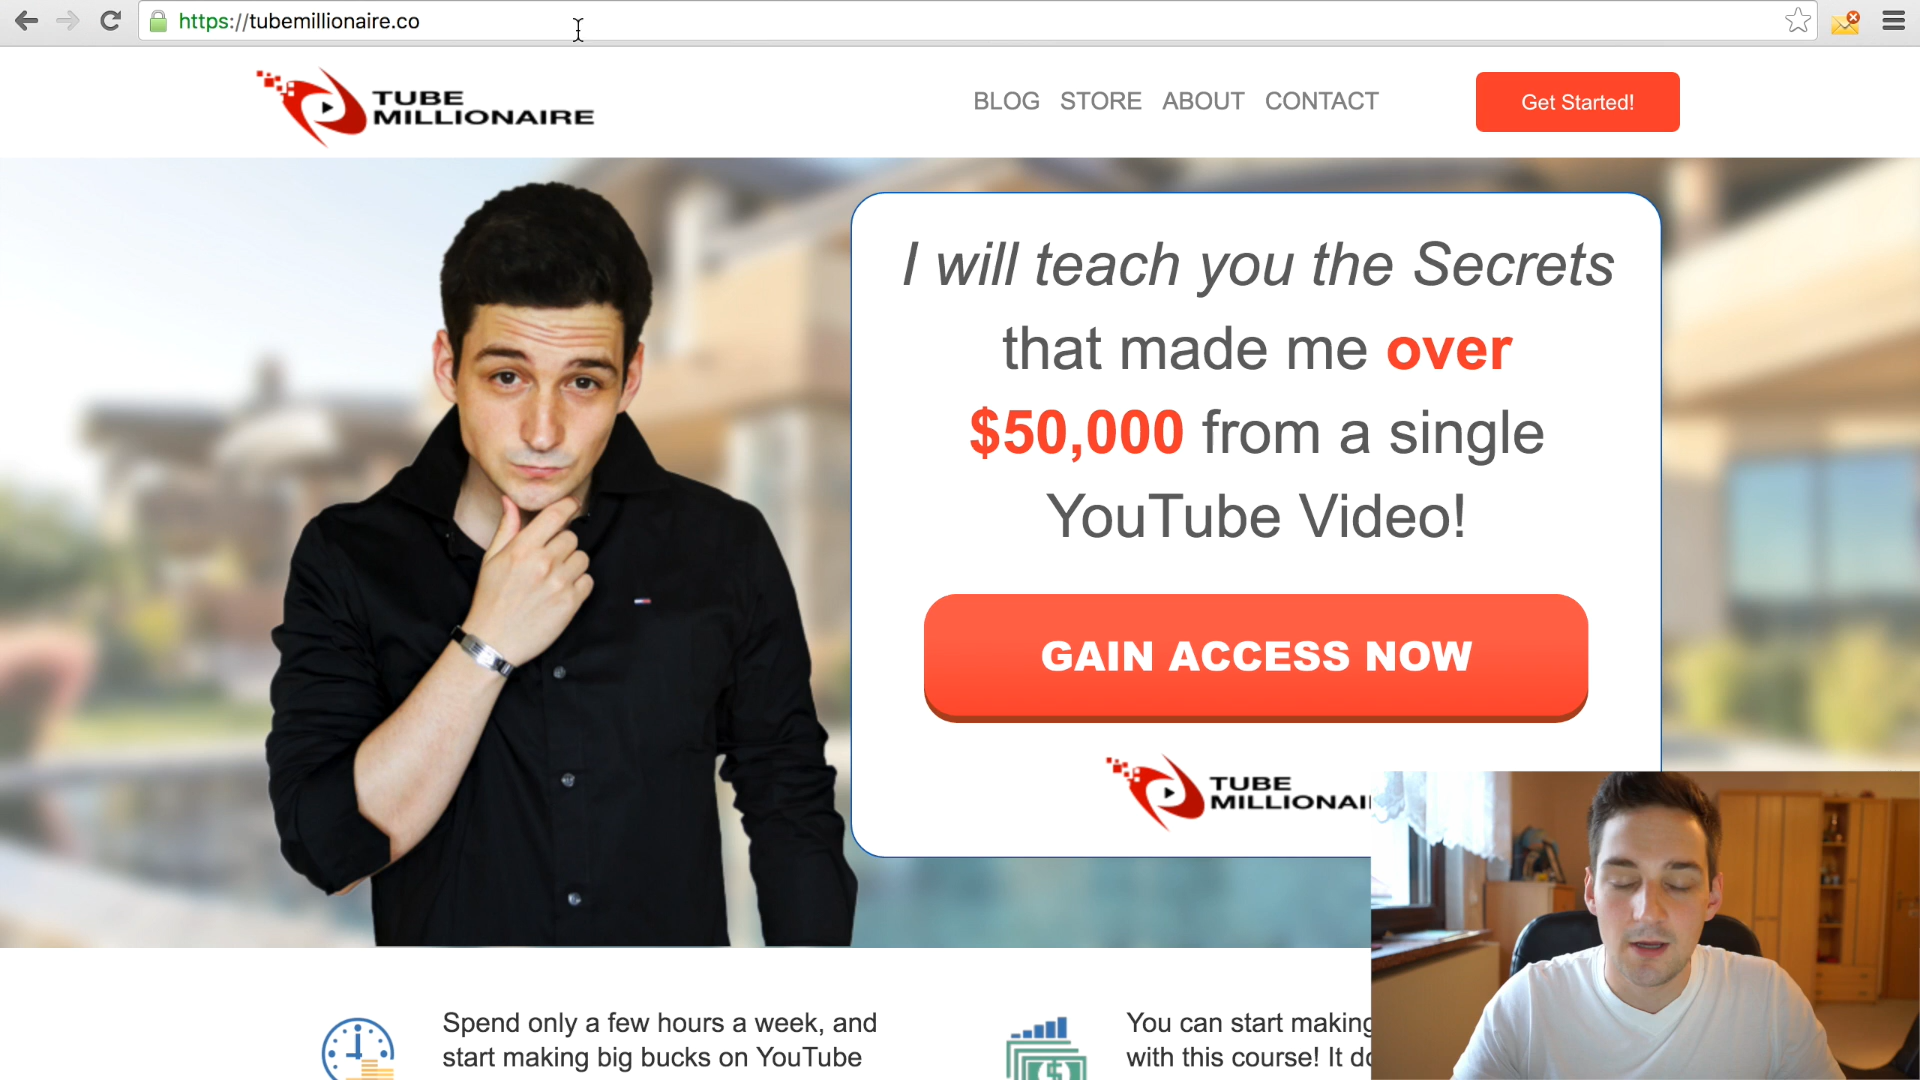 https://tubemillionaire.co
TUBE
MILLIONAIRE
BLOG STORE ABOUT CONTACT
Get Started!
I will teach you the Secrets
that made me over
$50,000 from a single
YouTube Video!
GAIN ACCESS NOW
TUBE
Spend only a few hours a week, and
start making big bucks on YouTube
You can start making
with this course! It